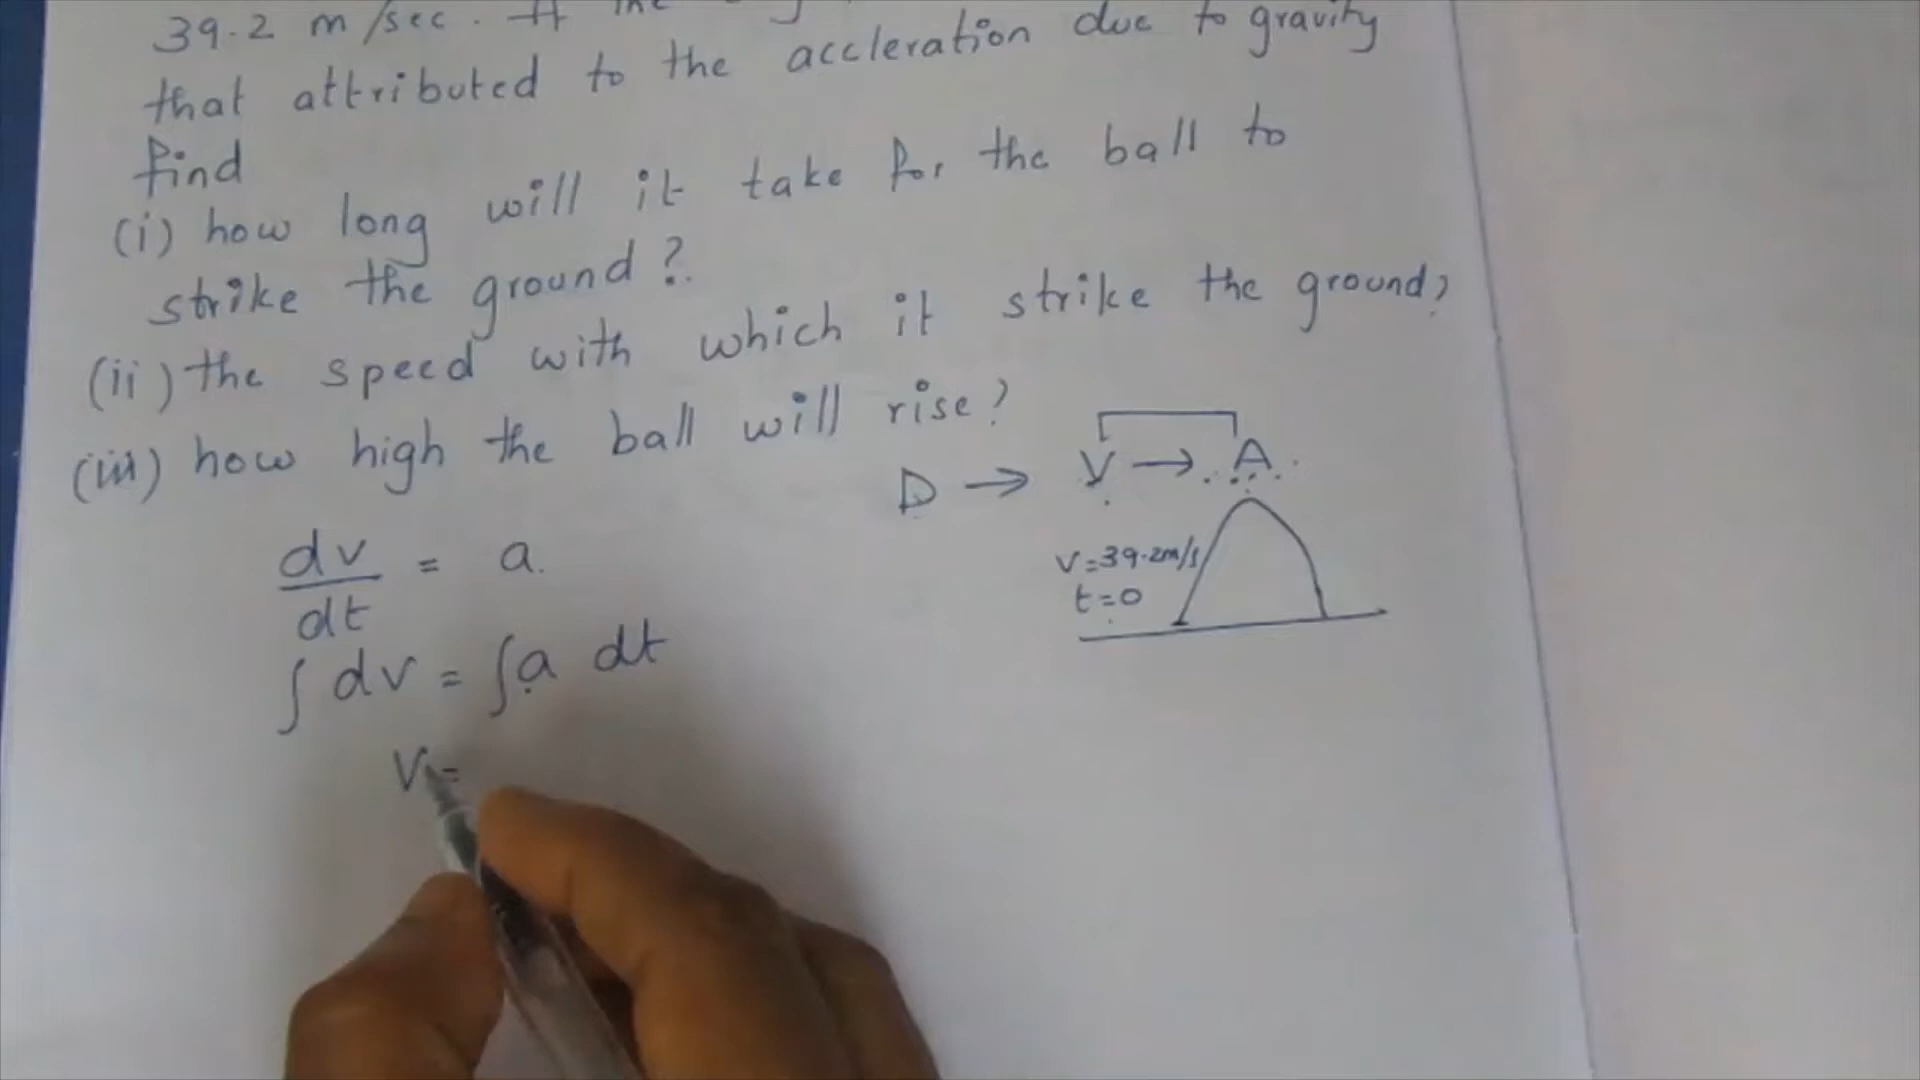 39.2 m/sec. If the
that attributed to the accleration due to gravity
find
(i) how long will it take for the ball to
strike the ground?
(ii) the speed with which it strike the ground?
(iii) how high the ball will rise?
D → V → A
dv/dt = a.
V=39.2m/s
t=0
∫ dv = ∫a dt
V=